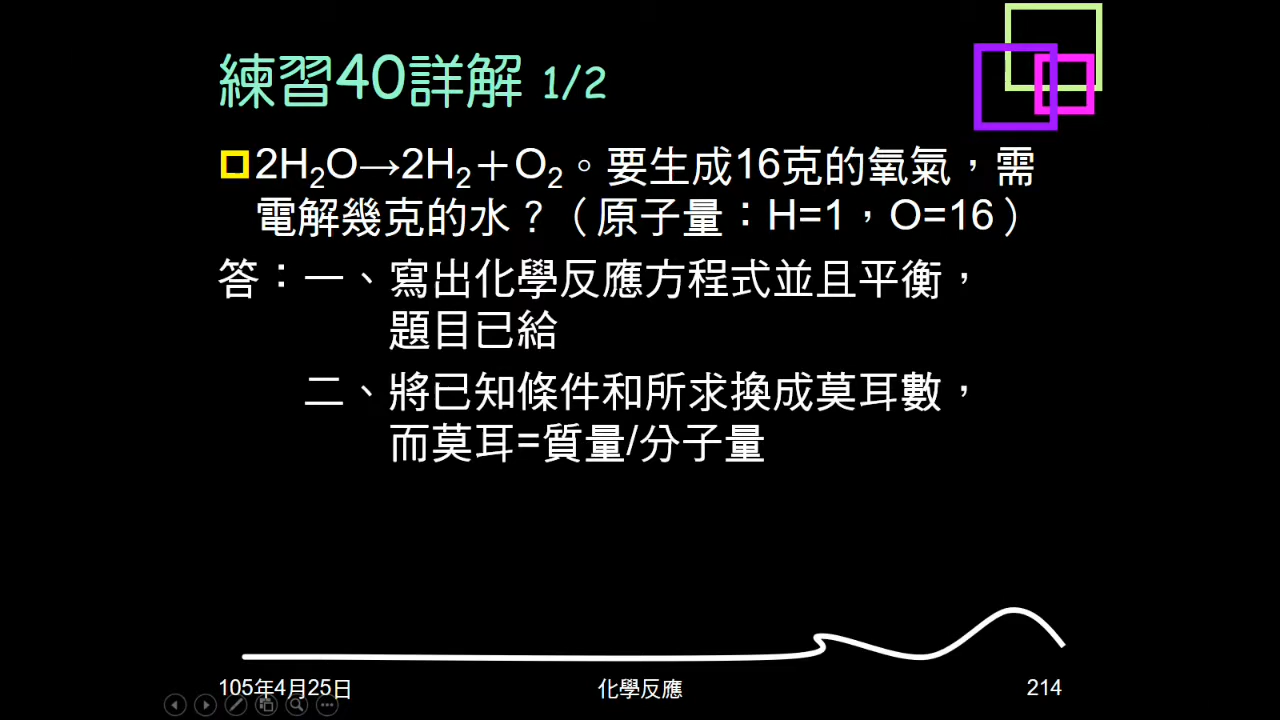 練習40詳解 1/2
2H₂O→2H₂＋O₂。要生成16克的氧氣，需
電解幾克的水？（原子量：H=1，O=16）
答：一、寫出化學反應方程式並且平衡，
題目已給
二、將已知條件和所求換成莫耳數，
而莫耳=質量/分子量
105年4月25日
化學反應
214